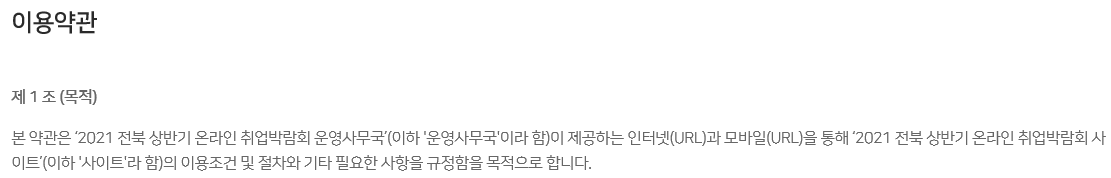 이용약관
제 1 조 (목적)
본 약관은 ‘2021 전북 상반기 온라인 취업박람회 운영사무국’(이하 '운영사무국'이라 함)이 제공하는 인터넷(URL)과 모바일(URL)을 통해 ‘2021 전북 상반기 온라인 취업박람회 사
이트’(이하 '사이트'라 함)의 이용조건 및 절차와 기타 필요한 사항을 규정함을 목적으로 합니다.